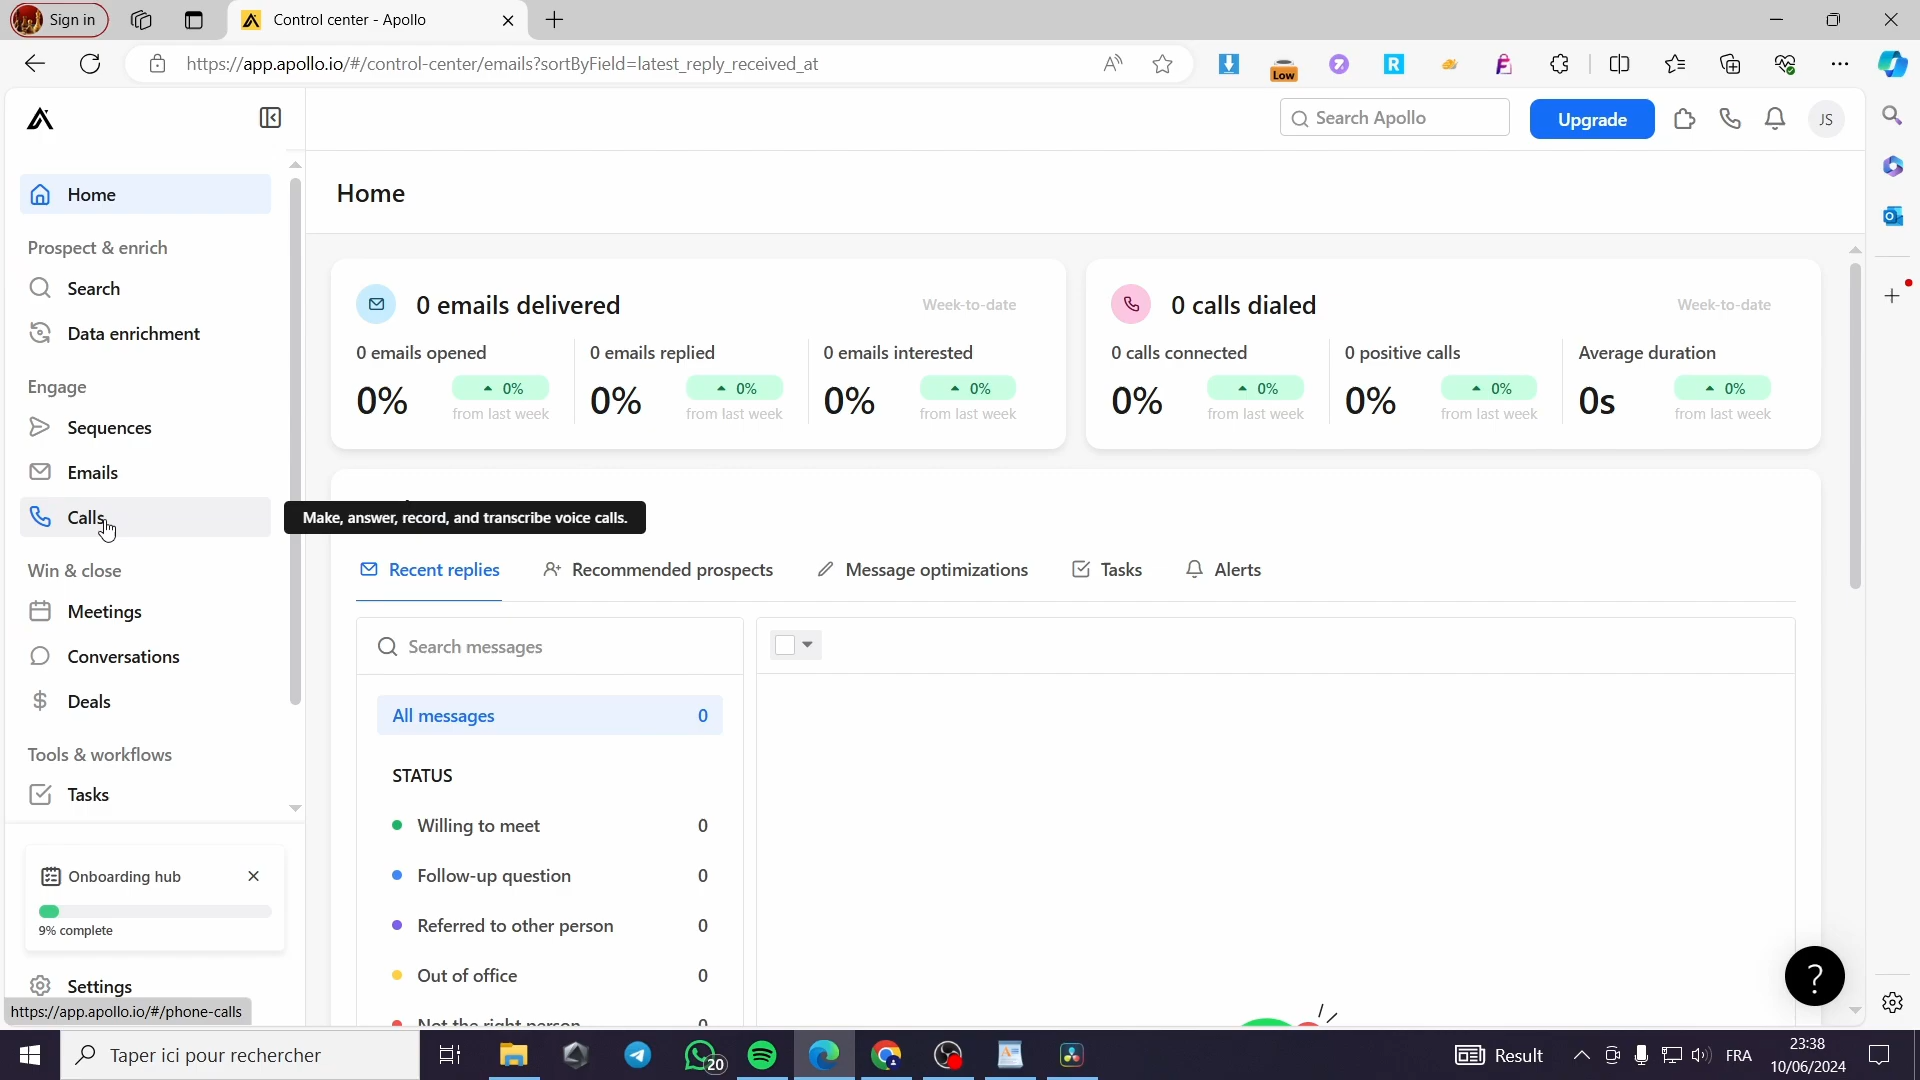 Sign in
Control center - Apollo
https://app.apollo.io/#/control-center/emails?sortByField=latest_reply_received_at
Low
Search Apollo
Upgrade
JS
Home
Prospect & enrich
Search
Data enrichment
Engage
Sequences
Emails
Calls
Make, answer, record, and transcribe voice calls.
Win & close
Meetings
Conversations
Deals
Tools & workflows
Tasks
Onboarding hub
9% complete
Settings
https://app.apollo.io/#/phone-calls
Home
0 emails delivered
Week-to-date
0 emails opened
0%
0%
from last week
0 emails replied
0%
0%
from last week
0 emails interested
0%
0%
from last week
0 calls dialed
Week-to-date
0 calls connected
0%
0%
from last week
0 positive calls
0%
0%
from last week
Average duration
0s
0%
from last week
Recent replies
Recommended prospects
Message optimizations
Tasks
Alerts
Search messages
All messages 0
STATUS
Willing to meet 0
Follow-up question 0
Referred to other person 0
Out of office 0
Not the right person 0
?
Taper ici pour rechercher
20
Result
FRA
23:38
10/06/2024